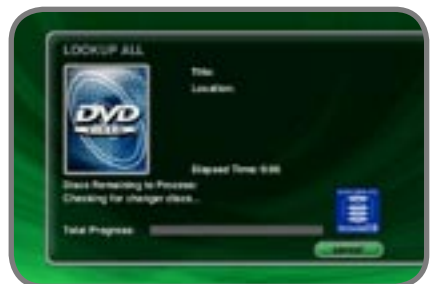 LOOKUP ALL
Title:
Location:
DVD
VIDEO
Elapsed Time: 0:00
Discs Remaining to Process:
Checking for changer discs...
Total Progress:
cancel